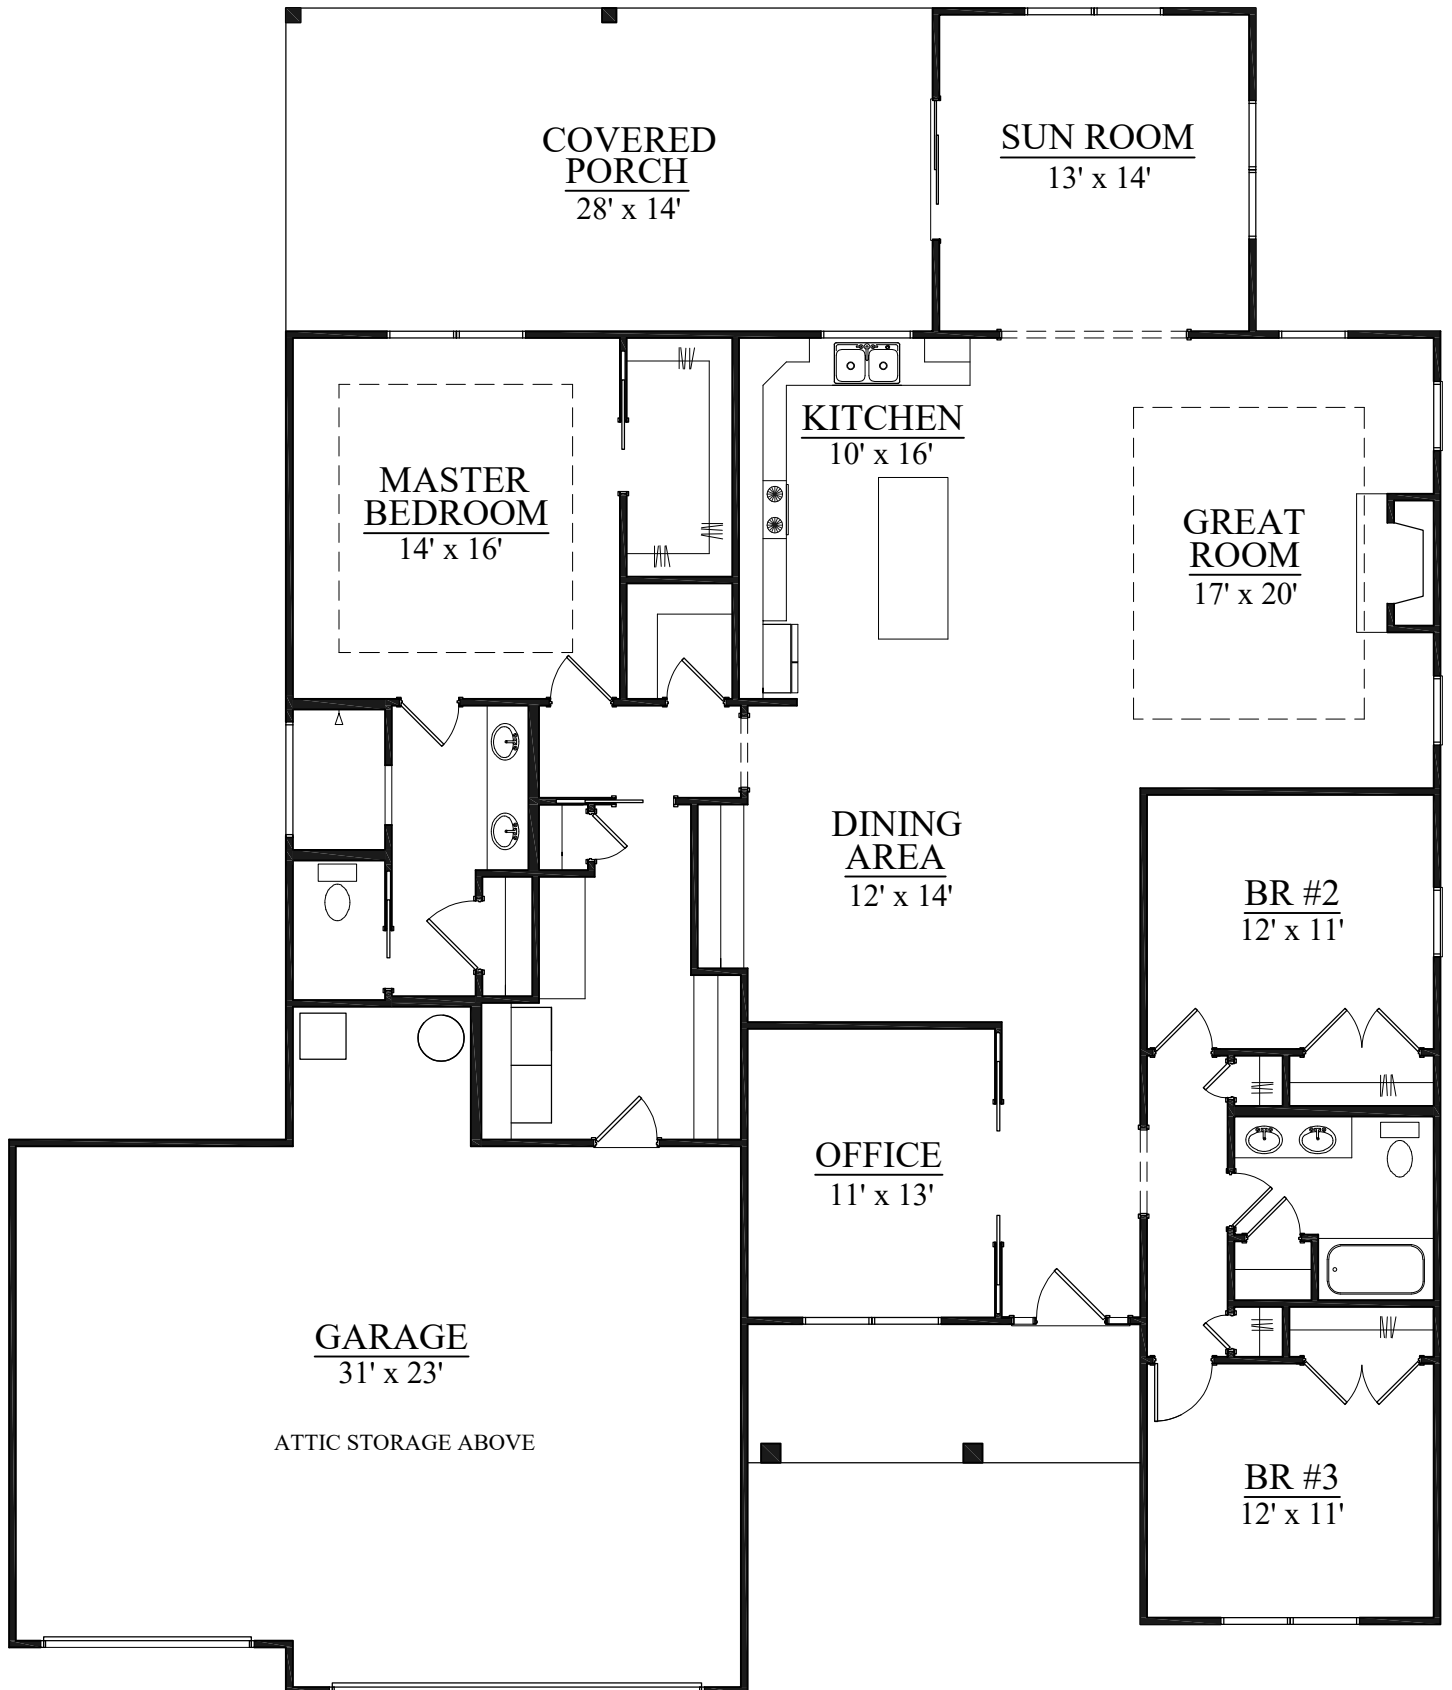 COVERED
PORCH
28' x 14'
SUN ROOM
13' x 14'
KITCHEN
10' x 16'
MASTER
BEDROOM
14' x 16'
GREAT
ROOM
17' x 20'
DINING
AREA
12' x 14'
BR #2
12' x 11'
OFFICE
11' x 13'
GARAGE
31' x 23'
ATTIC STORAGE ABOVE
BR #3
12' x 11'